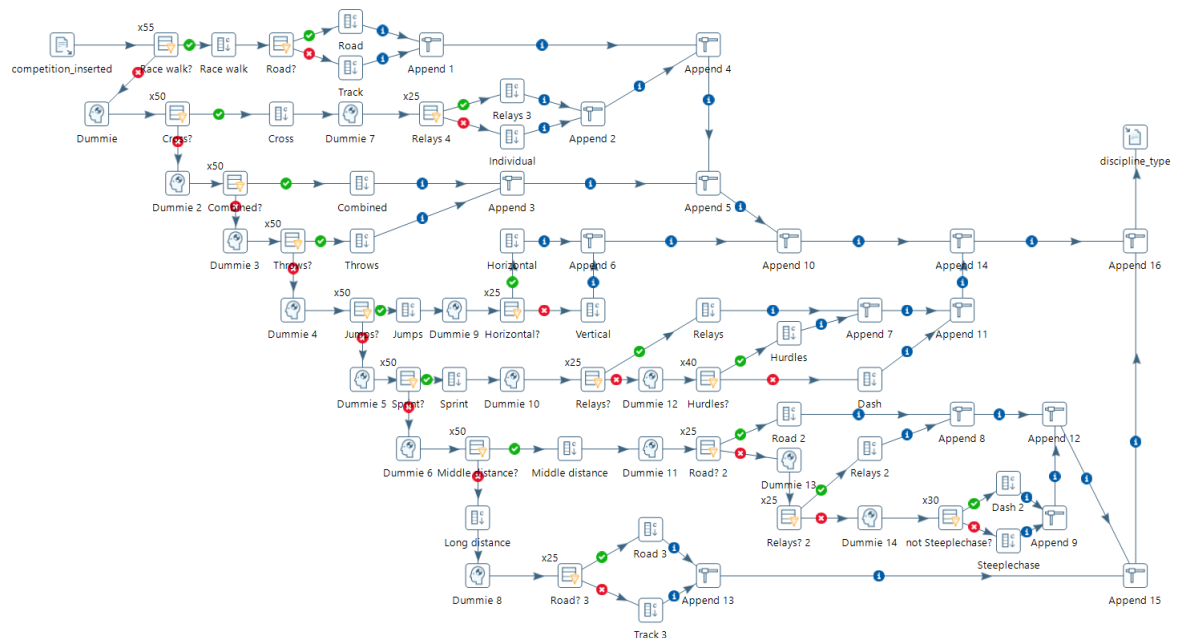 x55
competition_inserted
Race walk?
Race walk
Road?
Road
Track
Append 1
Append 4
x50
x25
Dummie
Cross?
Cross
Dummie 7
Relays 4
Relays 3
Individual
Append 2
discipline_type
x50
Dummie 2
Combined?
Combined
Append 3
Append 5
x50
Dummie 3
Throws?
Throws
Horizontal
Append 6
Append 10
Append 14
Append 16
x50
x25
Dummie 4
Jumps?
Jumps
Dummie 9
Horizontal?
Vertical
Relays
Hurdles
Append 7
Append 11
x50
x25
x40
Dummie 5
Sprint?
Sprint
Dummie 10
Relays?
Dummie 12
Hurdles?
Dash
x50
x25
Road 2
Append 8
Append 12
Dummie 6
Middle distance?
Middle distance
Dummie 11
Road? 2
Dummie 13
Relays 2
x25
x30
Dash 2
Long distance
Relays? 2
Dummie 14
not Steeplechase?
Append 9
Steeplechase
x25
Road 3
Dummie 8
Road? 3
Append 13
Append 15
Track 3